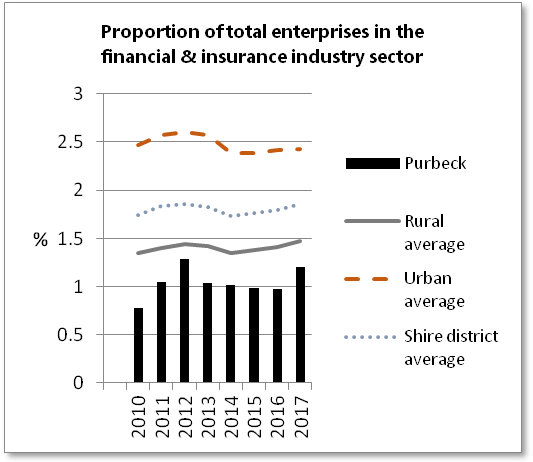 Proportion of total enterprises in the
financial & insurance industry sector
3
2.5
2
1.5
1
0.5
0
%
2010
2011
2012
2013
2014
2015
2016
2017
Purbeck
Rural
average
Urban
average
Shire district
average